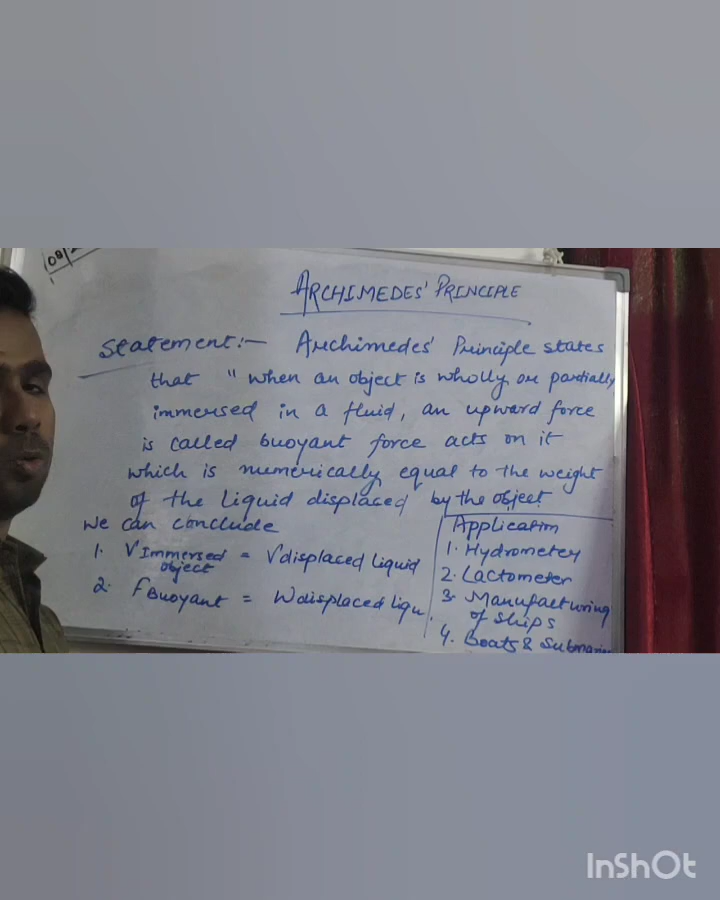 ARCHIMEDES' PRINCIPLE
Statement:- Archimedes' Principle states
that "when an object is wholly or partially
immersed in a fluid, an upward force
is called buoyant force acts on it
which is numerically equal to the weight
of the liquid displaced by the object
We can conclude
1. V Immersed object = V displaced liquid
2. F Buoyant = W displaced liqu
Application
1. Hydrometer
2. Lactometer
3. Manufacturing
of ships
4. Boats & Submarin
InShOt